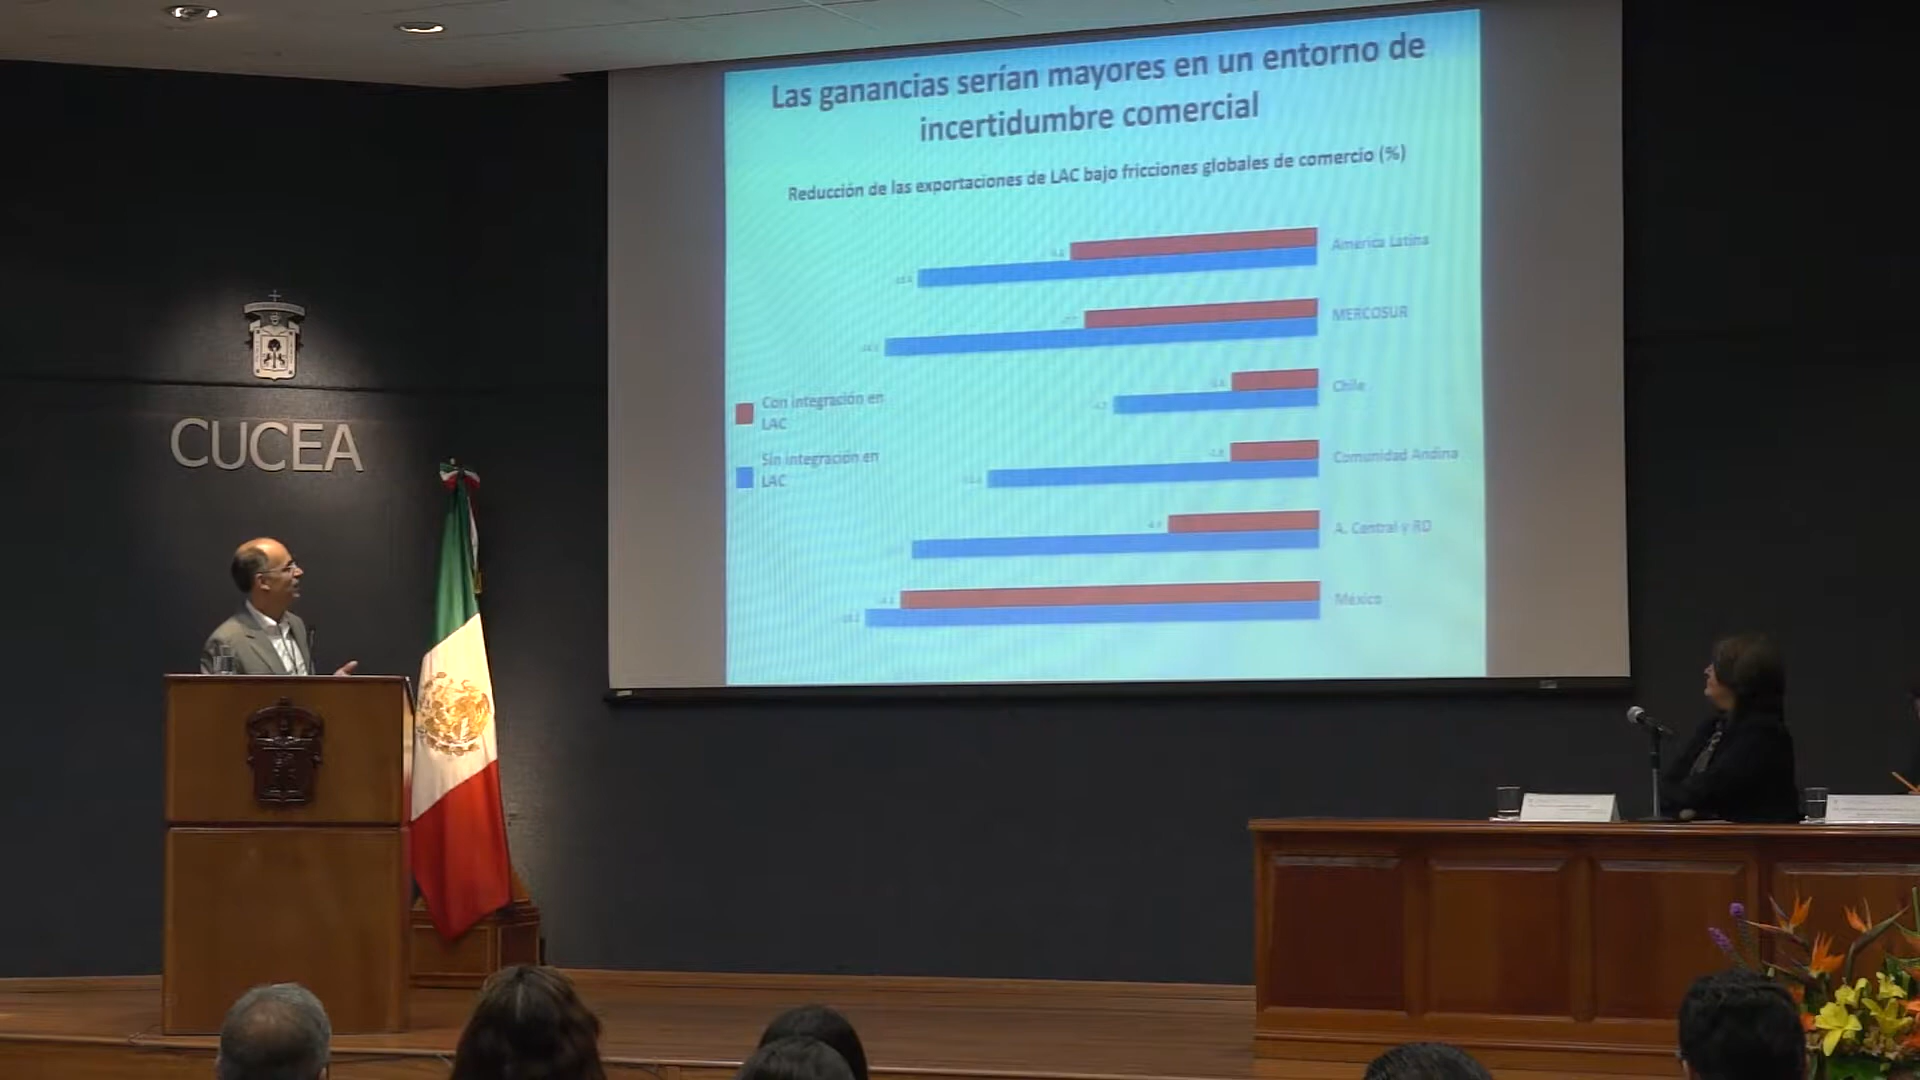 Las ganancias serían mayores en un entorno de
incertidumbre comercial
Reducción de las exportaciones de LAC bajo fricciones globales de comercio (%)
América Latina
MERCOSUR
Chile
Con integración en
LAC
Sin integración en
LAC
Comunidad Andina
A. Central y RD
México
CUCEA